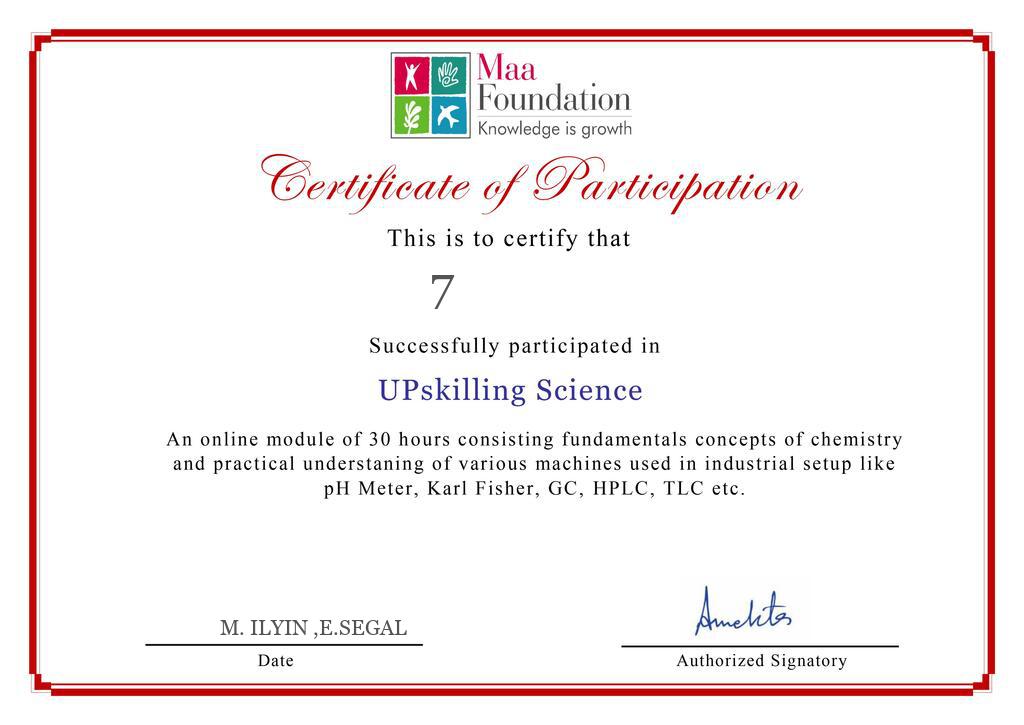 Maa
Foundation
Knowledge is growth
Certificate of Participation
This is to certify that
7
Successfully participated in
UPskilling Science
An online module of 30 hours consisting fundamentals concepts of chemistry
and practical understaning of various machines used in industrial setup like
pH Meter, Karl Fisher, GC, HPLC, TLC etc.
M. ILYIN ,E.SEGAL
Date
Authorized Signatory